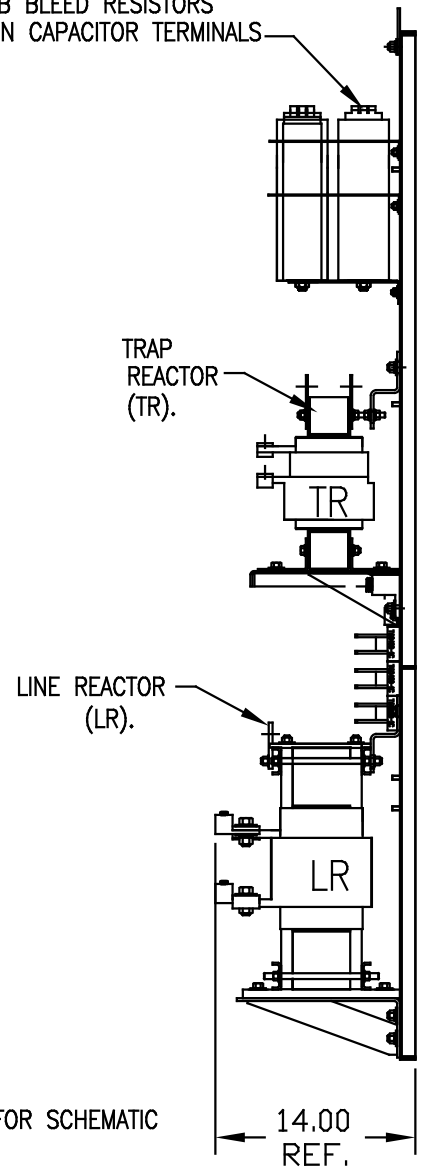 B BLEED RESISTORS
N CAPACITOR TERMINALS
TRAP
REACTOR
(TR).
TR
LINE REACTOR
(LR).
LR
FOR SCHEMATIC
14.00
REF.